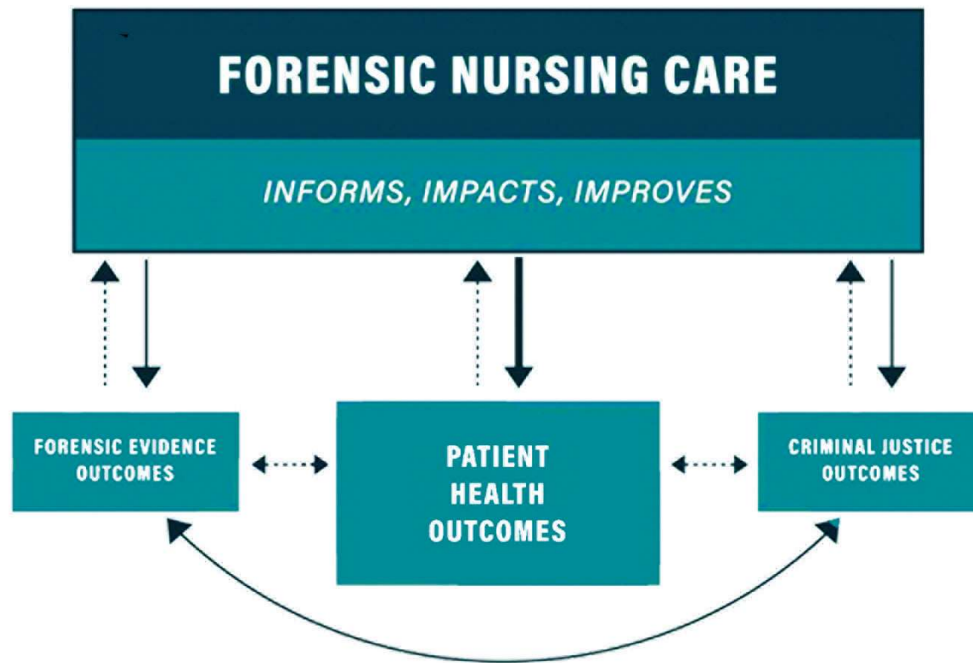 FORENSIC NURSING CARE
INFORMS, IMPACTS, IMPROVES
FORENSIC EVIDENCE
OUTCOMES
PATIENT
HEALTH
OUTCOMES
CRIMINAL JUSTICE
OUTCOMES